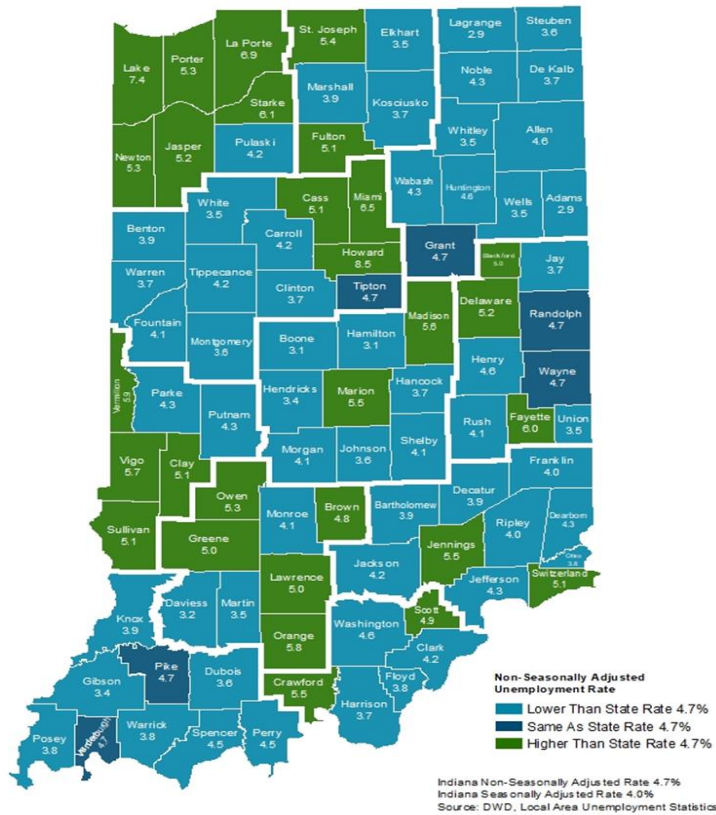 Lake
7.4
Porter
5.3
La Porte
6.9
St. Joseph
5.4
Elkhart
3.5
Lagrange
2.9
Steuben
3.6
Noble
4.3
De Kalb
3.7
Starke
6.1
Marshall
3.9
Kosciusko
3.7
Whitley
3.5
Allen
4.6
Newton
5.3
Jasper
5.2
Pulaski
4.2
Fulton
5.1
Wabash
4.3
Huntington
4.6
Wells
3.5
Adams
2.9
White
3.5
Cass
5.1
Miami
6.5
Benton
3.9
Carroll
4.2
Howard
8.5
Grant
4.7
Blackford
5.0
Jay
3.7
Warren
3.7
Tippecanoe
4.2
Clinton
3.7
Tipton
4.7
Madison
5.6
Delaware
5.2
Randolph
4.7
Fountain
4.1
Montgomery
3.6
Boone
3.1
Hamilton
3.1
Henry
4.6
Wayne
4.7
5.9
Parke
4.3
Putnam
4.3
Hendricks
3.4
Marion
5.5
Hancock
3.7
Rush
4.1
Fayette
6.0
Union
3.5
Vigo
5.7
Clay
5.1
Morgan
4.1
Johnson
3.6
Shelby
4.1
Franklin
4.0
Owen
5.3
Monroe
4.1
Brown
4.8
Bartholomew
3.9
Decatur
3.9
Ripley
4.0
Dearborn
4.3
Sullivan
5.1
Greene
5.0
Jennings
5.5
Ohio
3.8
Switzerland
5.1
Jackson
4.2
Jefferson
4.3
Lawrence
5.0
Knox
3.9
Daviess
3.2
Martin
3.5
Orange
5.8
Washington
4.6
Scott
4.9
Clark
4.2
Gibson
3.4
Pike
4.7
Dubois
3.6
Crawford
5.5
Floyd
3.8
Harrison
3.7
Posey
3.8
4.7
Warrick
3.8
Spencer
4.5
Perry
4.5
Non-Seasonally Adjusted
Unemployment Rate
Lower Than State Rate 4.7%
Same As State Rate 4.7%
Higher Than State Rate 4.7%
Indiana Non-Seasonally Adjusted Rate 4.7%
Indiana Seasonally Adjusted Rate 4.0%
Source: DWD, Local Area Unemployment Statistics